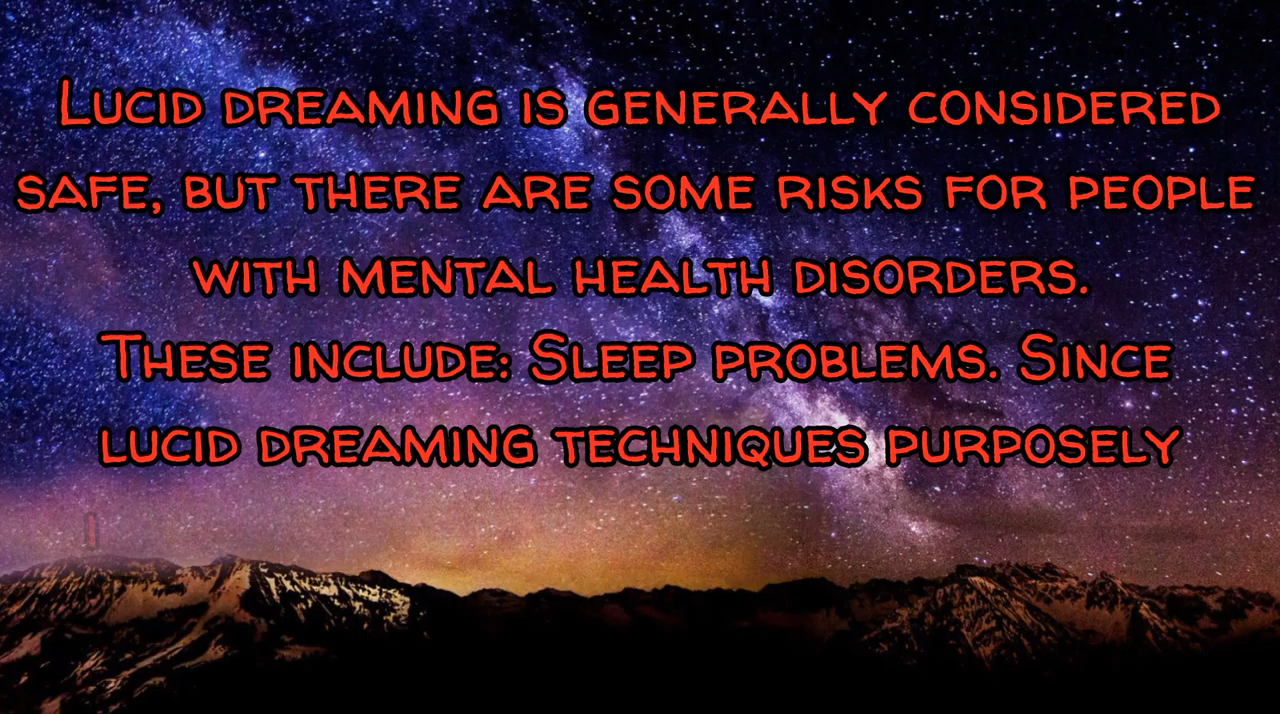 Lucid dreaming is generally considered
safe, but there are some risks for people
with mental health disorders.
These include: Sleep problems. Since
lucid dreaming techniques purposely